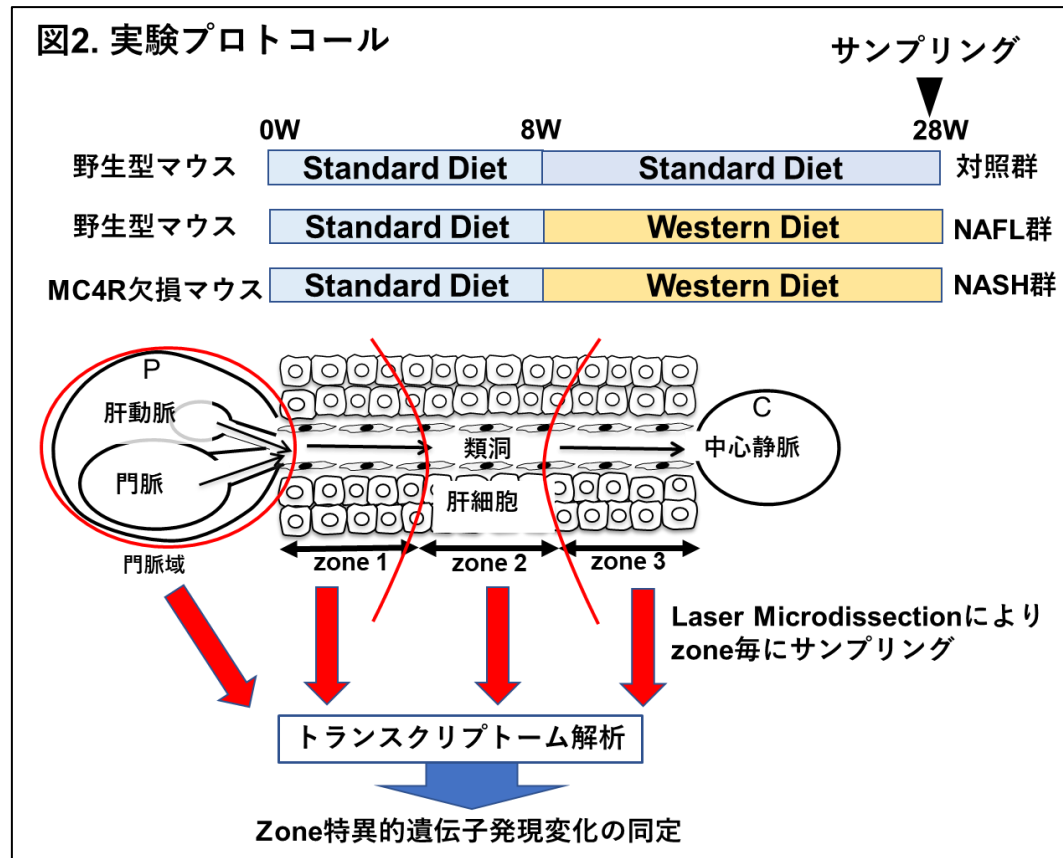 図2. 実験プロトコール
サンプリング
0W 8W 28W
野生型マウス Standard Diet Standard Diet 対照群
野生型マウス Standard Diet Western Diet NAFL群
MC4R欠損マウス Standard Diet Western Diet NASH群
P
肝動脈
門脈
門脈域
類洞
肝細胞
C
中心静脈
zone 1 zone 2 zone 3
Laser Microdissectionにより
zone毎にサンプリング
トランスクリプトーム解析
Zone特異的遺伝子発現変化の同定